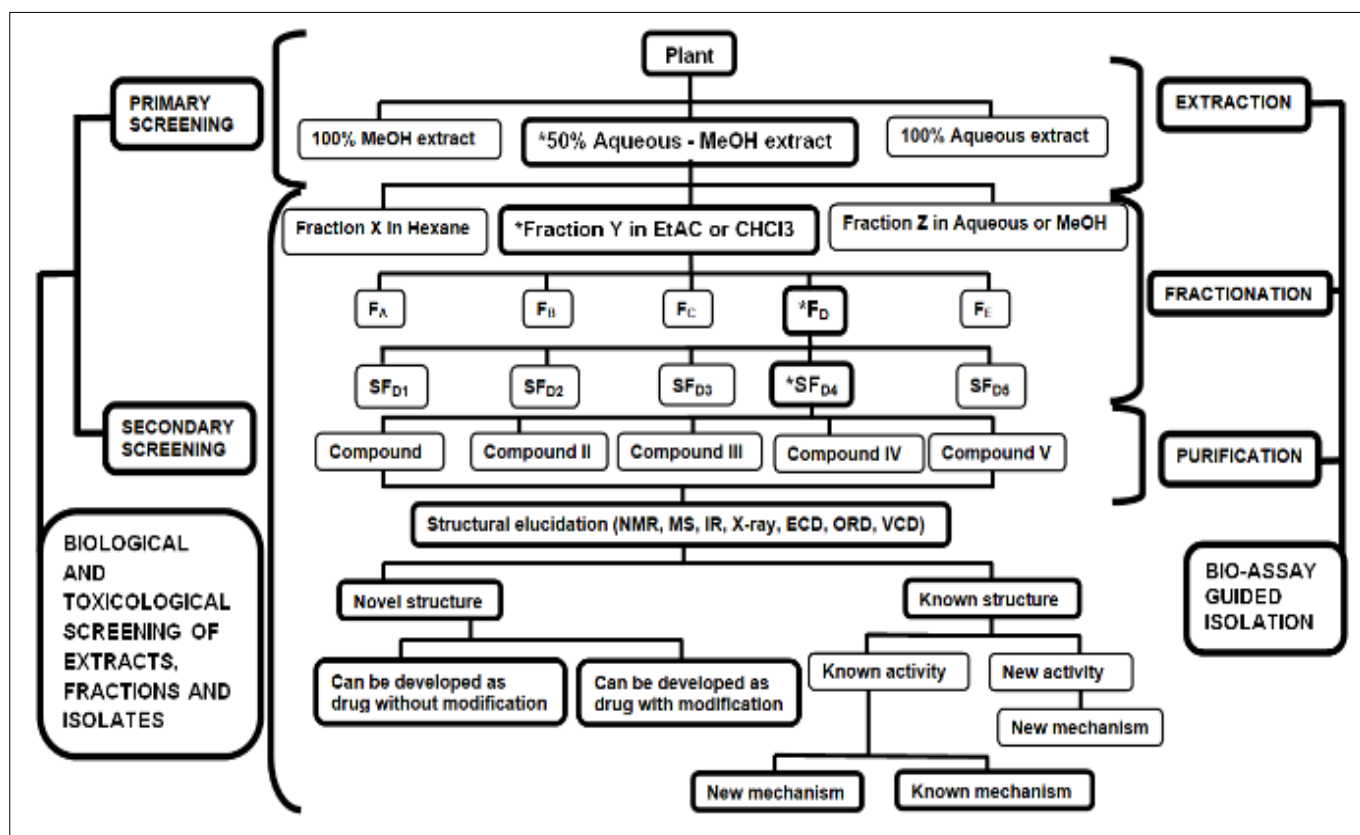 Plant
PRIMARY
SCREENING
EXTRACTION
100% MeOH extract
*50% Aqueous - MeOH extract
100% Aqueous extract
Fraction X in Hexane
*Fraction Y in EtAC or CHCl3
Fraction Z in Aqueous or MeOH
FRACTIONATION
FA
FB
FC
*FD
FE
SFD1
SFD2
SFD3
*SFD4
SFD5
SECONDARY
SCREENING
Compound
Compound II
Compound III
Compound IV
Compound V
PURIFICATION
Structural elucidation (NMR, MS, IR, X-ray, ECD, ORD, VCD)
BIOLOGICAL
AND
TOXICOLOGICAL
SCREENING OF
EXTRACTS,
FRACTIONS AND
ISOLATES
BIO-ASSAY
GUIDED
ISOLATION
Novel structure
Known structure
Can be developed as
drug without modification
Can be developed as
drug with modification
Known activity
New activity
New mechanism
New mechanism
Known mechanism